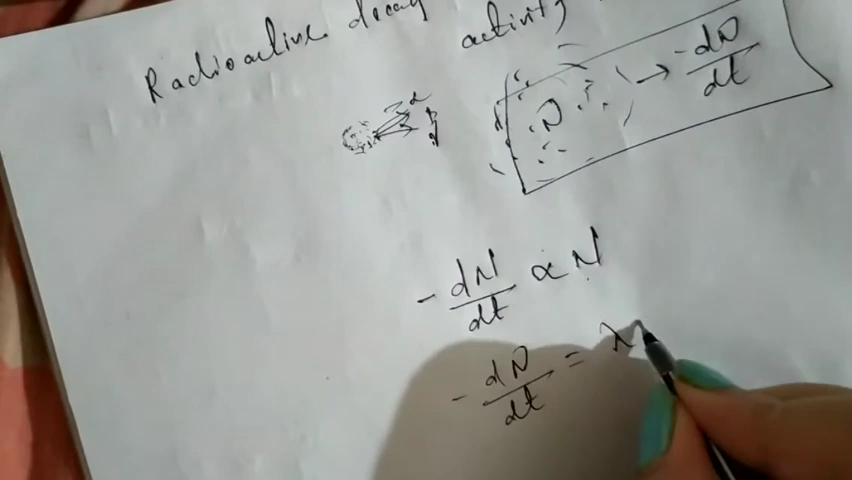 Radioactive decay activity
α
β
γ
N → -dN/dt
-dN/dt ∝ N
-dN/dt = λ